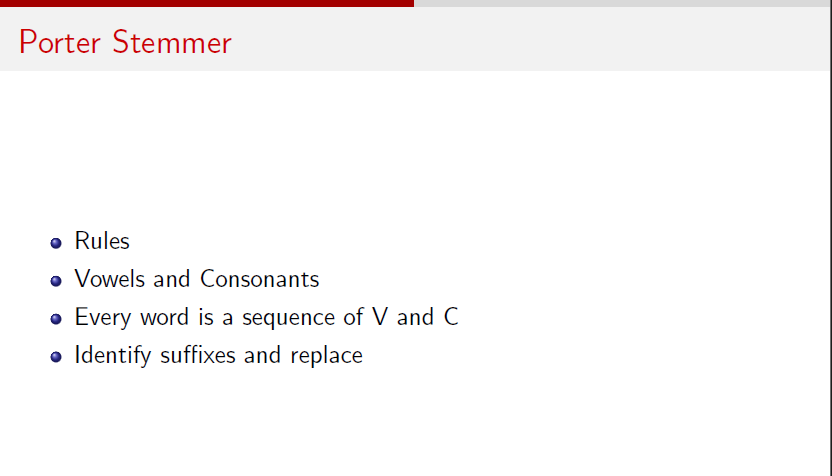 Porter Stemmer
Rules
Vowels and Consonants
Every word is a sequence of V and C
Identify suffixes and replace